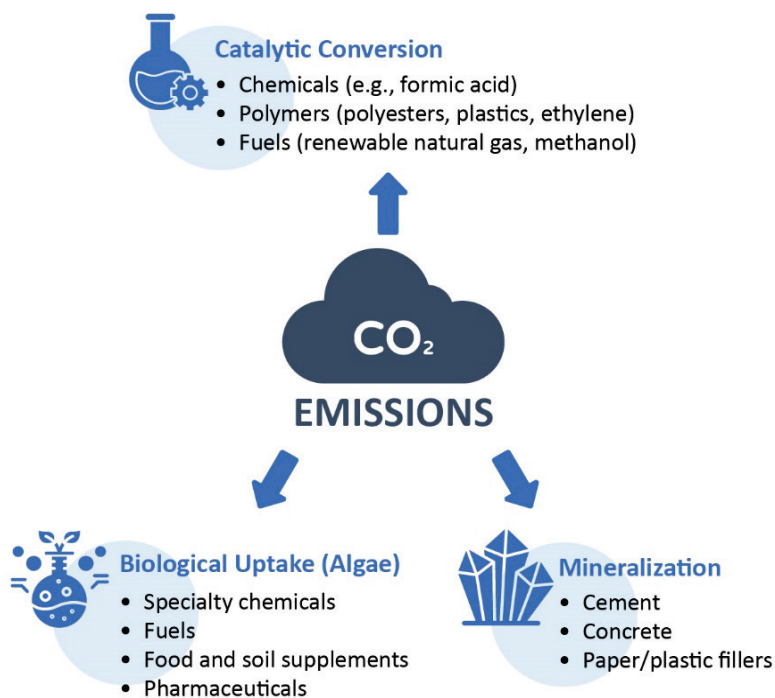 Catalytic Conversion
• Chemicals (e.g., formic acid)
• Polymers (polyesters, plastics, ethylene)
• Fuels (renewable natural gas, methanol)
CO₂
EMISSIONS
Biological Uptake (Algae)
• Specialty chemicals
• Fuels
• Food and soil supplements
• Pharmaceuticals
Mineralization
• Cement
• Concrete
• Paper/plastic fillers